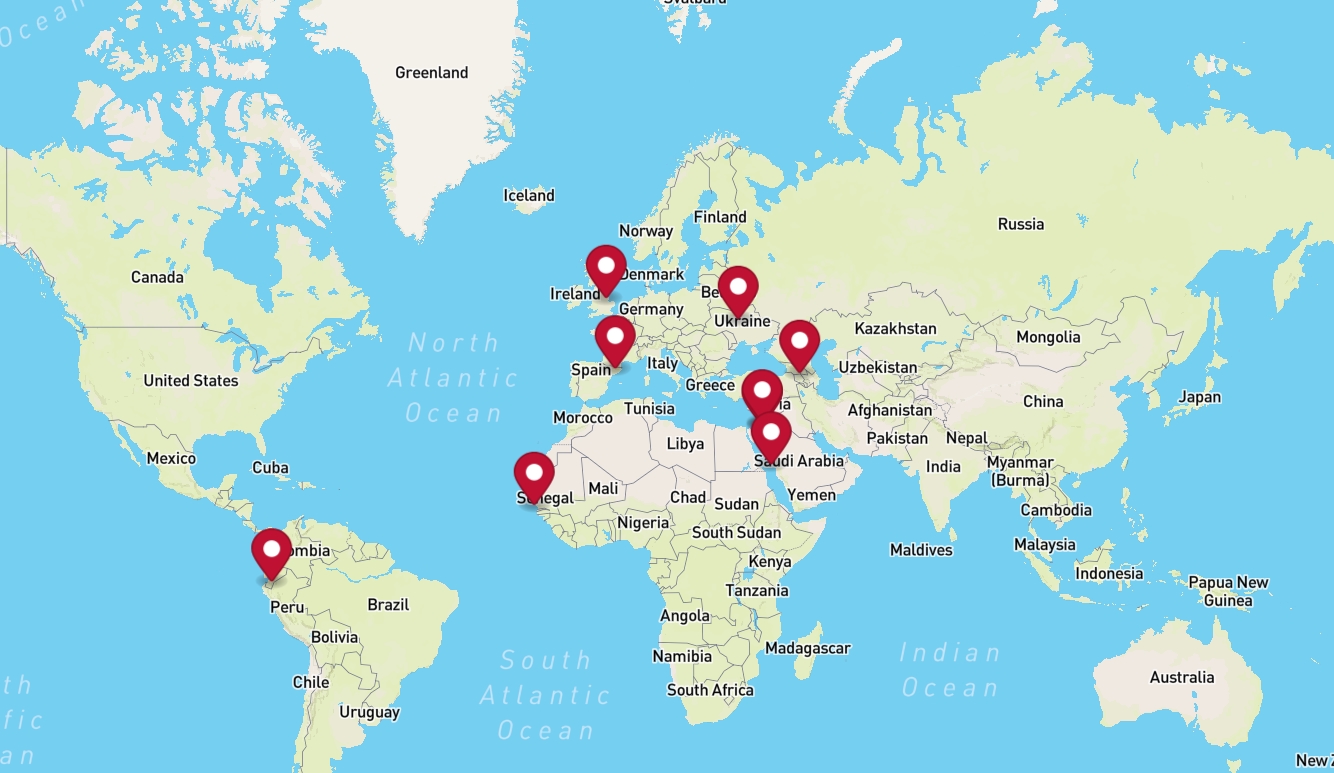 Ocean
Svalbard
Greenland
Iceland
Finland
Norway
Russia
Canada
Denmark
Ireland
Be
Germany
Ukraine
Kazakhstan
Mongolia
North
Atlantic
Ocean
Spain
Italy
Uzbekistan
United States
Greece
Japan
China
Morocco
Tunisia
ia
Afghanistan
Libya
Pakistan
Nepal
Mexico
Cuba
Saudi Arabia
India
Myanmar
(Burma)
Senegal
Mali
Chad
Sudan
Yemen
Cambodia
Nigeria
South Sudan
ombia
Maldives
Malaysia
Kenya
Indonesia
Papua New
Guinea
Peru
Brazil
Tanzania
Angola
Bolivia
Madagascar
Namibia
Indian
Ocean
South
Atlantic
Ocean
Australia
Chile
South Africa
th
fic
an
Uruguay
New Z